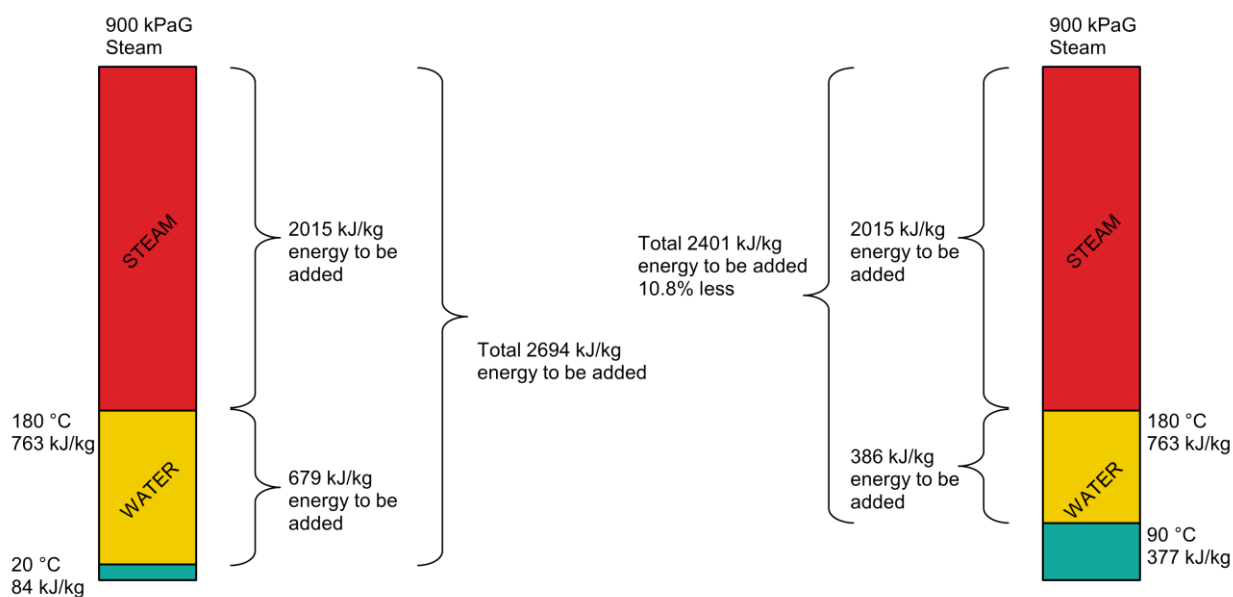 900 kPaG
Steam
STEAM
2015 kJ/kg
energy to be
added
Total 2694 kJ/kg
energy to be added
180 °C
763 kJ/kg
WATER
679 kJ/kg
energy to be
added
20 °C
84 kJ/kg
900 kPaG
Steam
Total 2401 kJ/kg
energy to be added
10.8% less
2015 kJ/kg
energy to be
added
STEAM
180 °C
763 kJ/kg
386 kJ/kg
energy to be
added
WATER
90 °C
377 kJ/kg